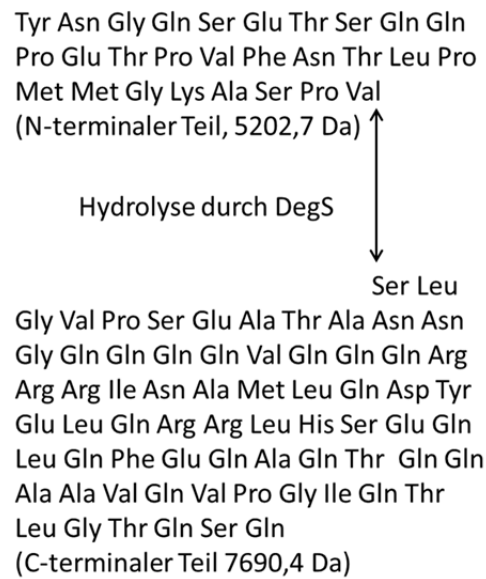 Tyr Asn Gly Gln Ser Glu Thr Ser Gln Gln
Pro Glu Thr Pro Val Phe Asn Thr Leu Pro
Met Met Gly Lys Ala Ser Pro Val
(N-terminaler Teil, 5202,7 Da)
Hydrolyse durch DegS
Ser Leu
Gly Val Pro Ser Glu Ala Thr Ala Asn Asn
Gly Gln Gln Gln Gln Val Gln Gln Gln Arg
Arg Arg Ile Asn Ala Met Leu Gln Asp Tyr
Glu Leu Gln Arg Arg Leu His Ser Glu Gln
Leu Gln Phe Glu Gln Ala Gln Thr Gln Gln
Ala Ala Val Gln Val Pro Gly Ile Gln Thr
Leu Gly Thr Gln Ser Gln
(C-terminaler Teil 7690,4 Da)